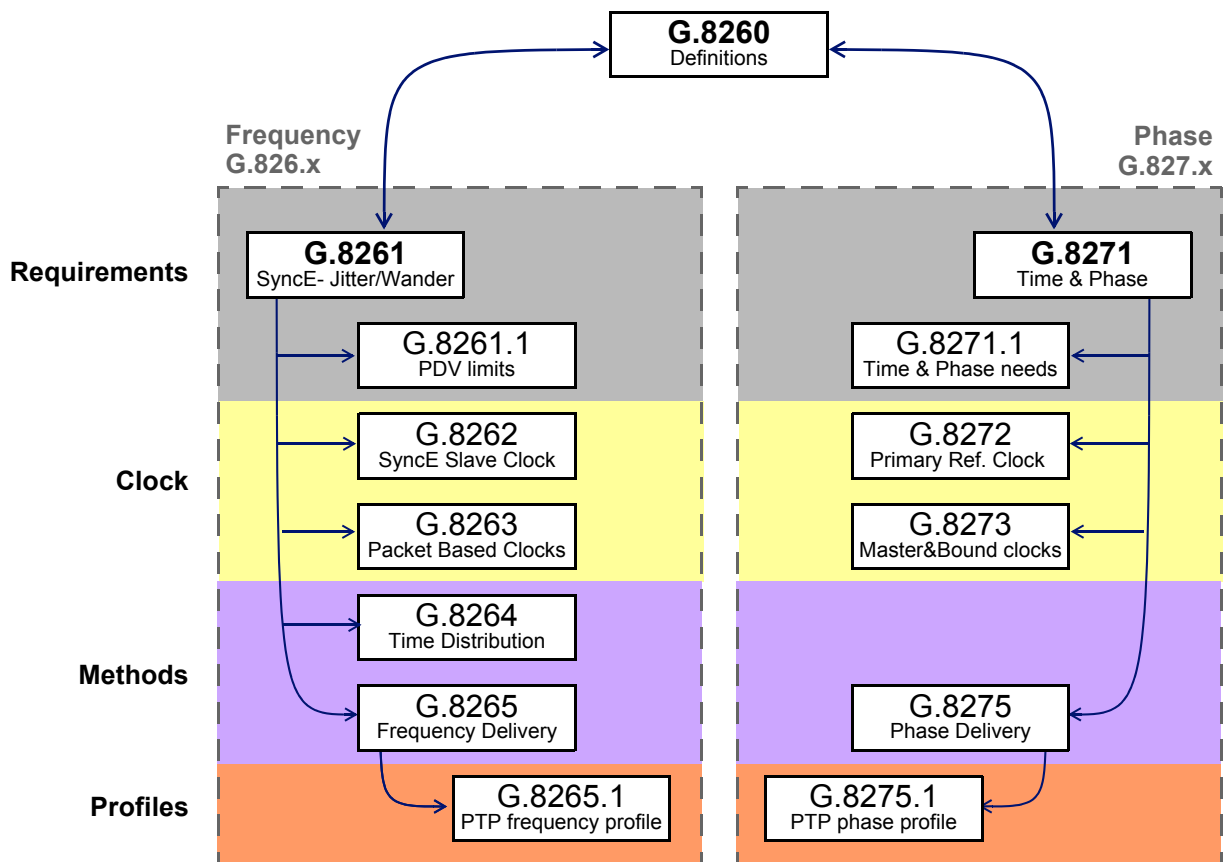 G.8260
Definitions
Frequency
G.826.x
Phase
G.827.x
Requirements
G.8261
SyncE- Jitter/Wander
G.8271
Time & Phase
G.8261.1
PDV limits
G.8271.1
Time & Phase needs
Clock
G.8262
SyncE Slave Clock
G.8272
Primary Ref. Clock
G.8263
Packet Based Clocks
G.8273
Master&Bound clocks
Methods
G.8264
Time Distribution
G.8265
Frequency Delivery
G.8275
Phase Delivery
Profiles
G.8265.1
PTP frequency profile
G.8275.1
PTP phase profile